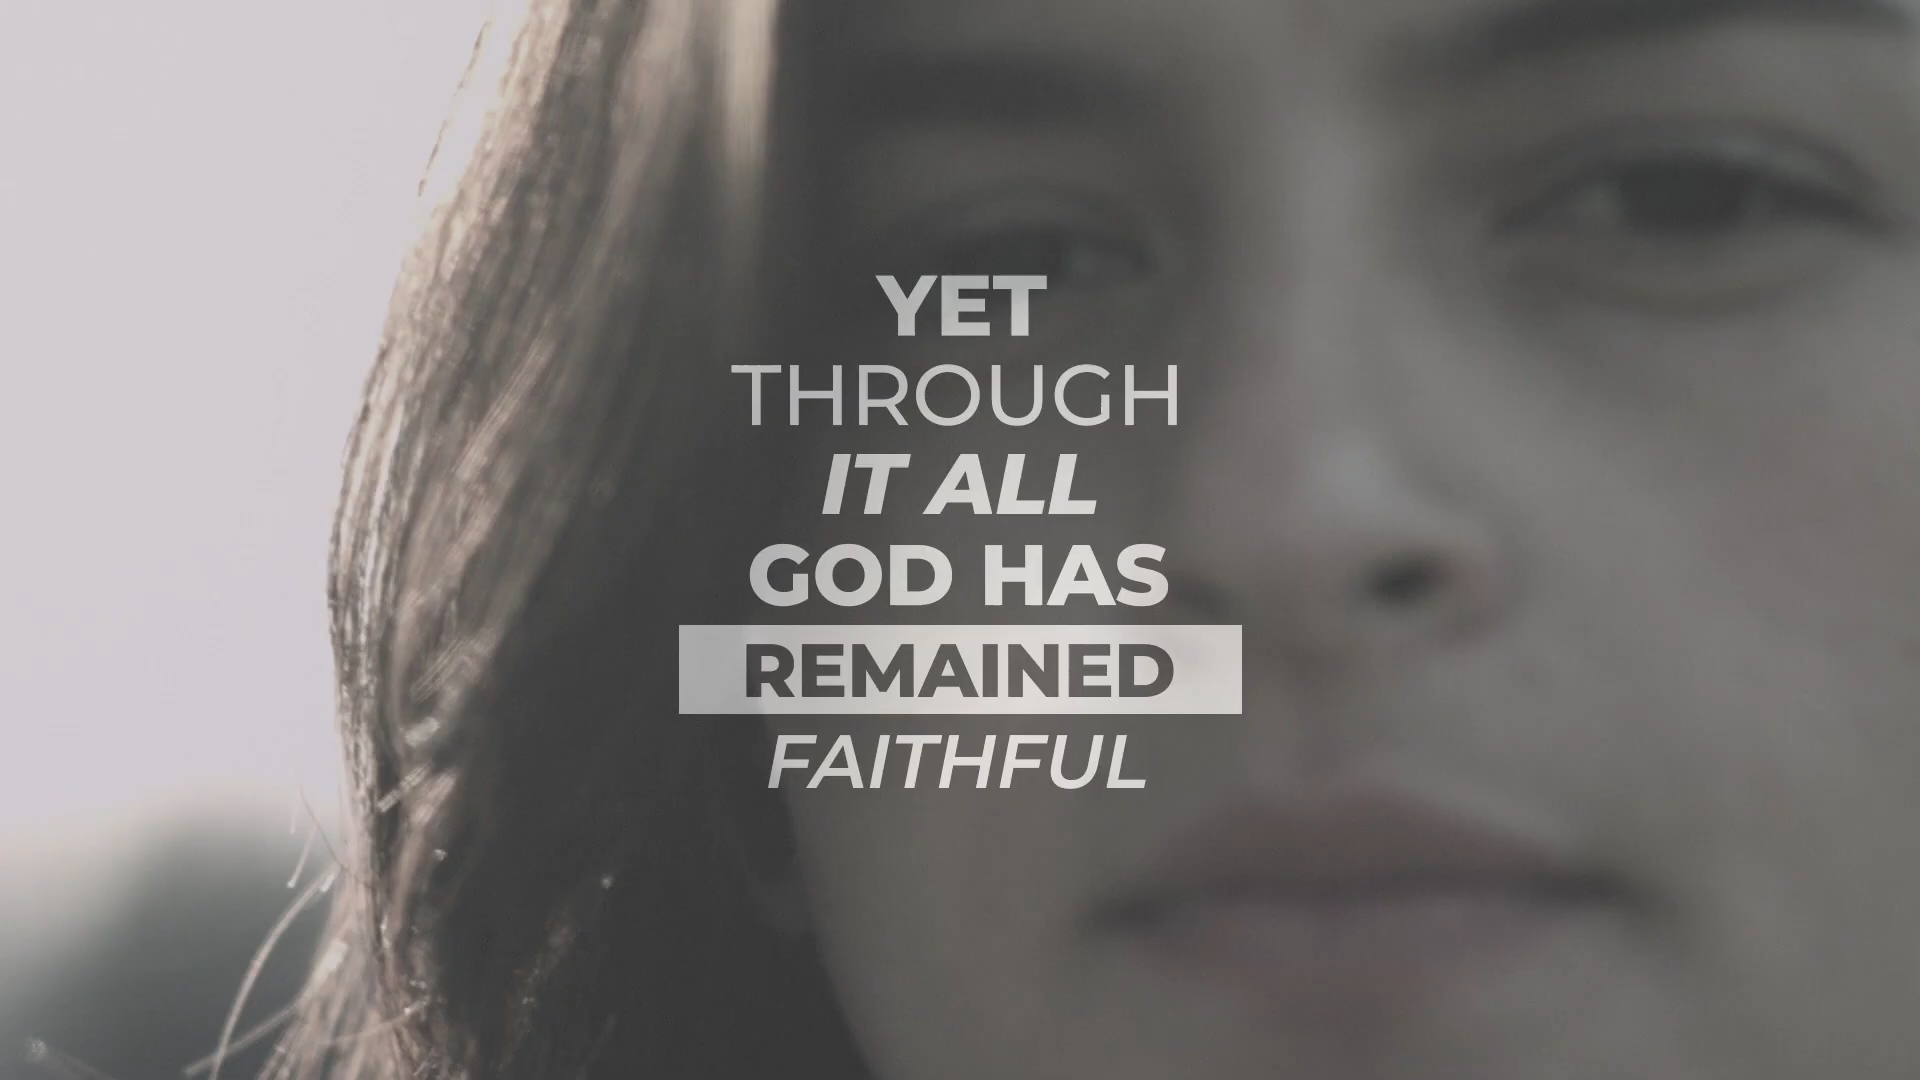 YET
THROUGH
IT ALL
GOD HAS
REMAINED
FAITHFUL